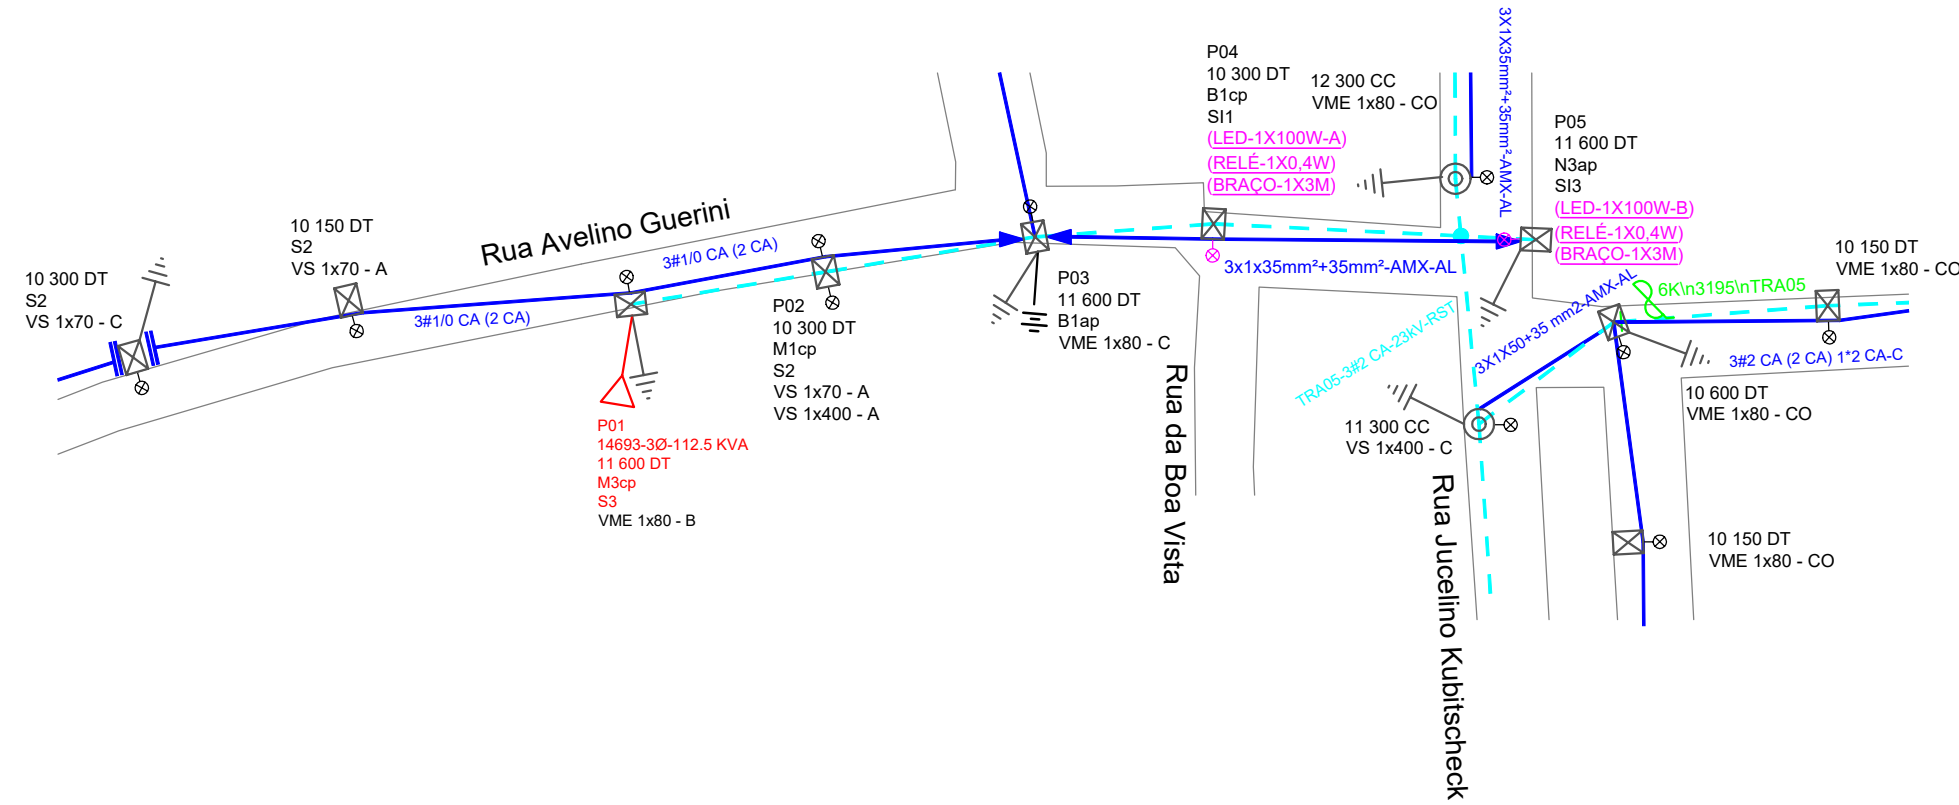 10 300 DT
S2
VS 1x70 - C
10 150 DT
S2
VS 1x70 - A
Rua Avelino Guerini
3#1/0 CA (2 CA)
3#1/0 CA (2 CA)
P01
14693-3Ø-112.5 KVA
11 600 DT
M3cp
S3
VME 1x80 - B
P02
10 300 DT
M1cp
S2
VS 1x70 - A
VS 1x400 - A
P03
11 600 DT
B1ap
VME 1x80 - C
Rua da Boa Vista
P04
10 300 DT
B1cp
SI1
(LED-1X100W-A)
(RELÉ-1X0,4W)
(BRAÇO-1X3M)
3x1x35mm²+35mm²-AMX-AL
12 300 CC
VME 1x80 - CO
3X1X35mm²+35mm²-AMX-AL
P05
11 600 DT
N3ap
SI3
(LED-1X100W-B)
(RELÉ-1X0,4W)
(BRAÇO-1X3M)
TRA05-3#2 CA-23kV-RST
3X1X50+35 mm2-AMX-AL
11 300 CC
VS 1x400 - C
Rua Jucelino Kubitscheck
6K\n3195\nTRA05
10 150 DT
VME 1x80 - CO
3#2 CA (2 CA) 1*2 CA-C
10 600 DT
VME 1x80 - CO
10 150 DT
VME 1x80 - CO